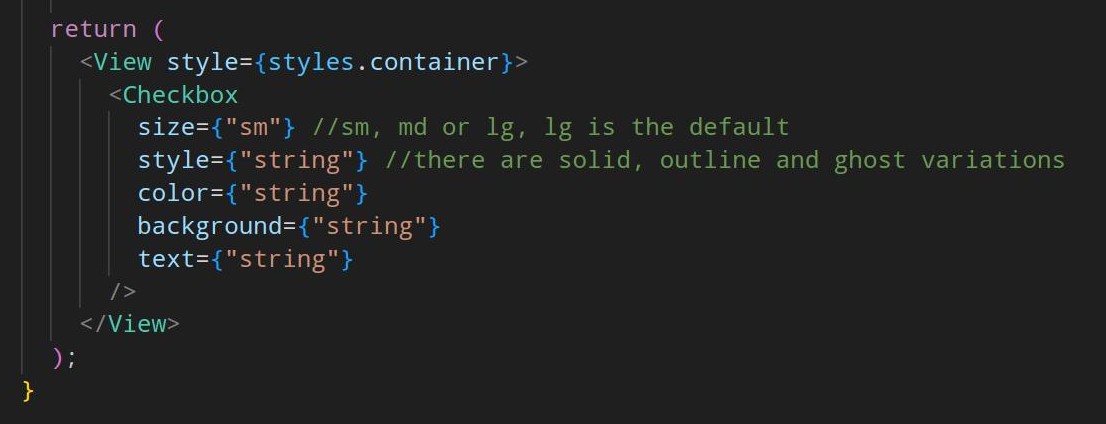 return (
<View style={styles.container}>
<Checkbox
size={"sm"} //sm, md or lg, lg is the default
style={"string"} //there are solid, outline and ghost variations
color={"string"}
background={"string"}
text={"string"}
/>
</View>
);
}